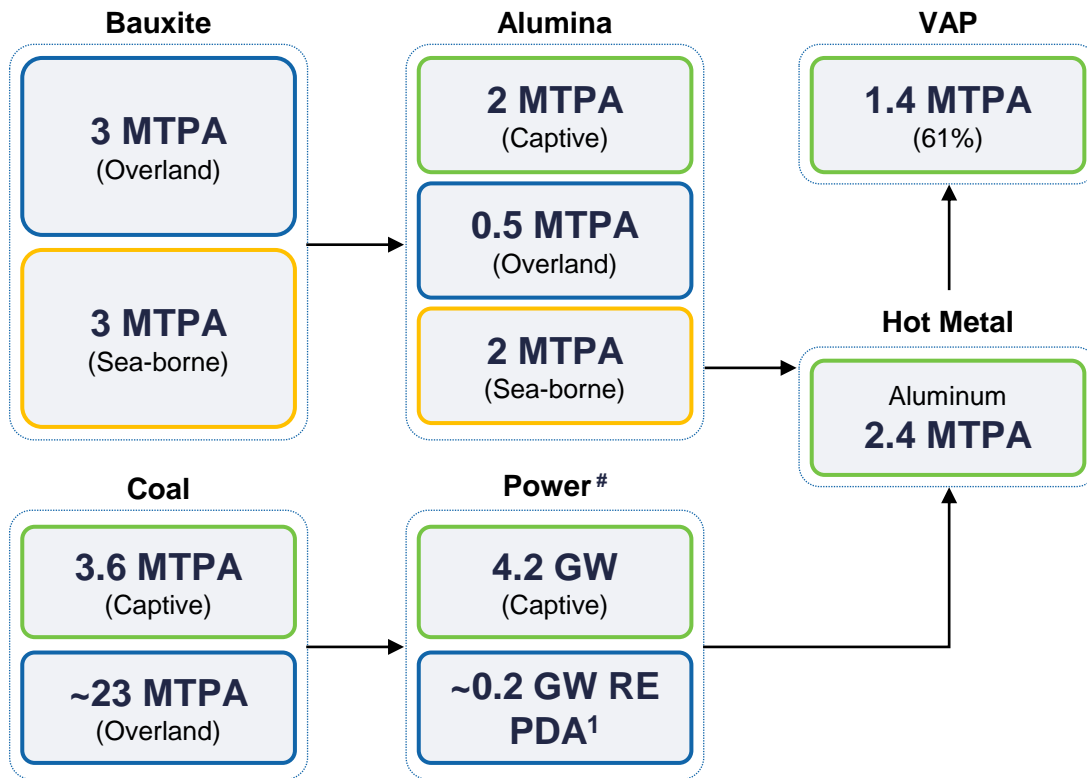 Bauxite
3 MTPA
(Overland)
3 MTPA
(Sea-borne)
Alumina
2 MTPA
(Captive)
0.5 MTPA
(Overland)
2 MTPA
(Sea-borne)
VAP
1.4 MTPA
(61%)
Hot Metal
Aluminum
2.4 MTPA
Coal
3.6 MTPA
(Captive)
~23 MTPA
(Overland)
Power #
4.2 GW
(Captive)
~0.2 GW RE
PDA¹